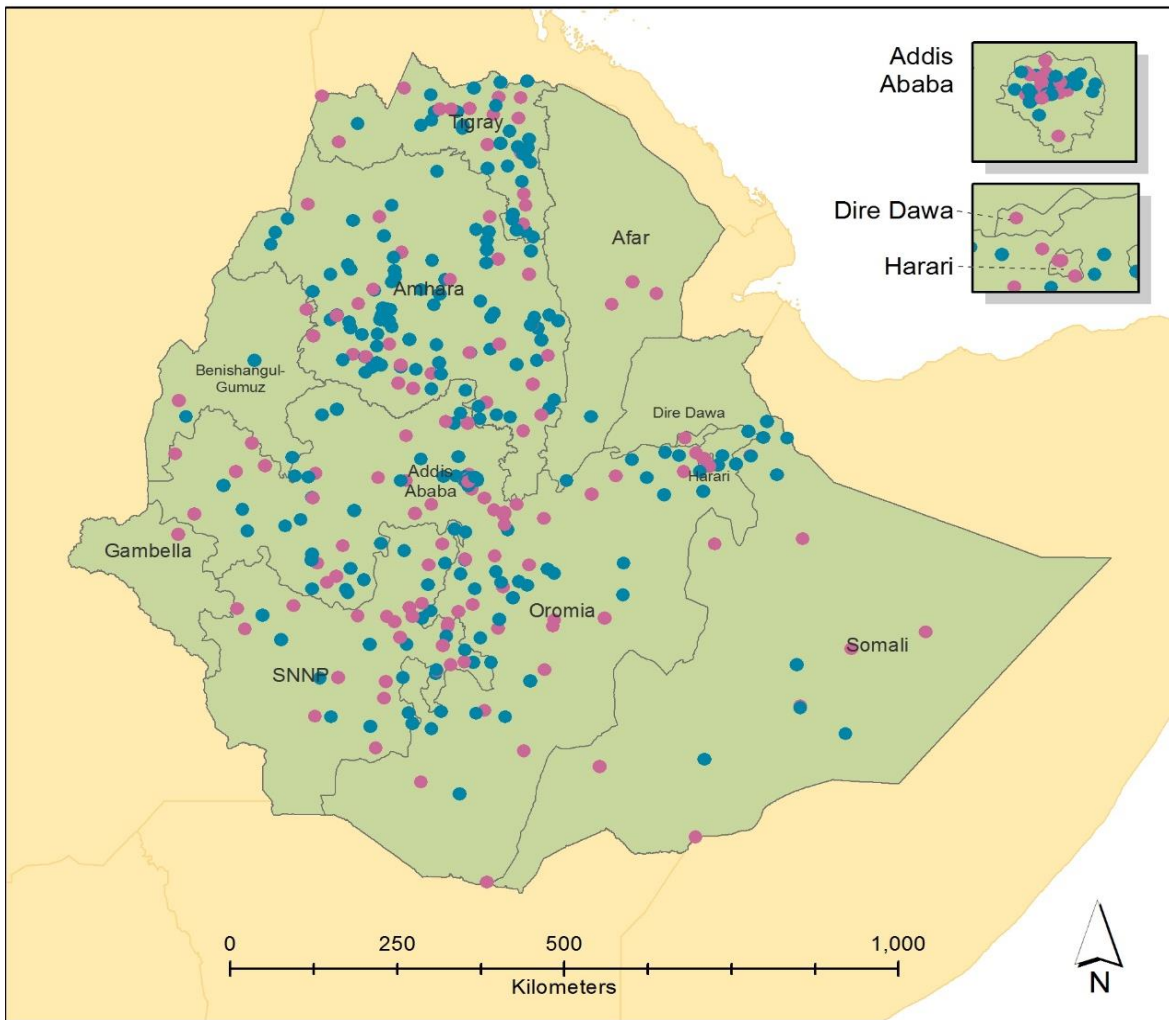 Addis
Ababa
Dire Dawa
Harari
Tigray
Afar
Amhara
Benishangul-
Gumuz
Dire Dawa
Harari
Addis
Ababa
Gambella
Oromia
Somali
SNNP
0
250
500
1,000
Kilometers
N